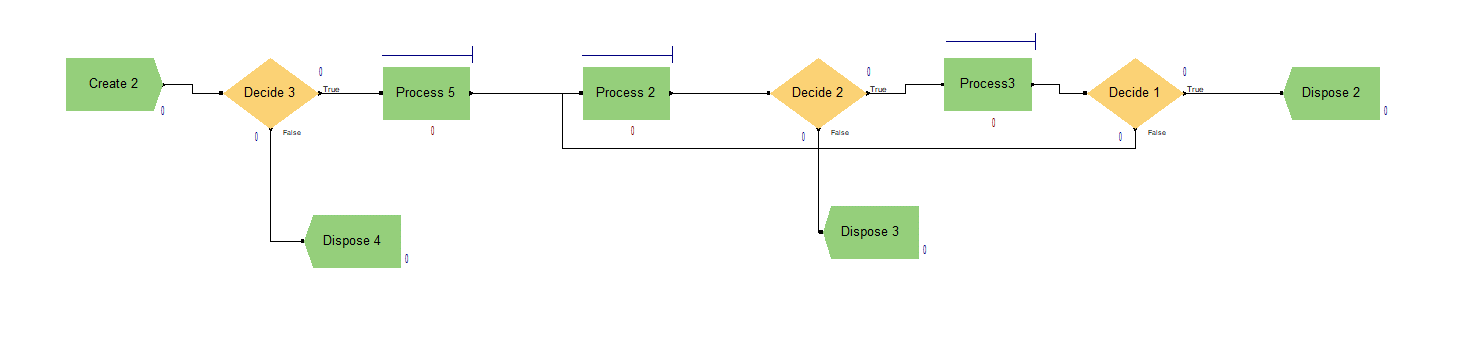 Create 2
0
Decide 3
0
True
0
False
Process 5
0
Process 2
0
Decide 2
0
True
0
False
Process3
0
Decide 1
0
True
0
False
Dispose 2
0
Dispose 4
0
Dispose 3
0